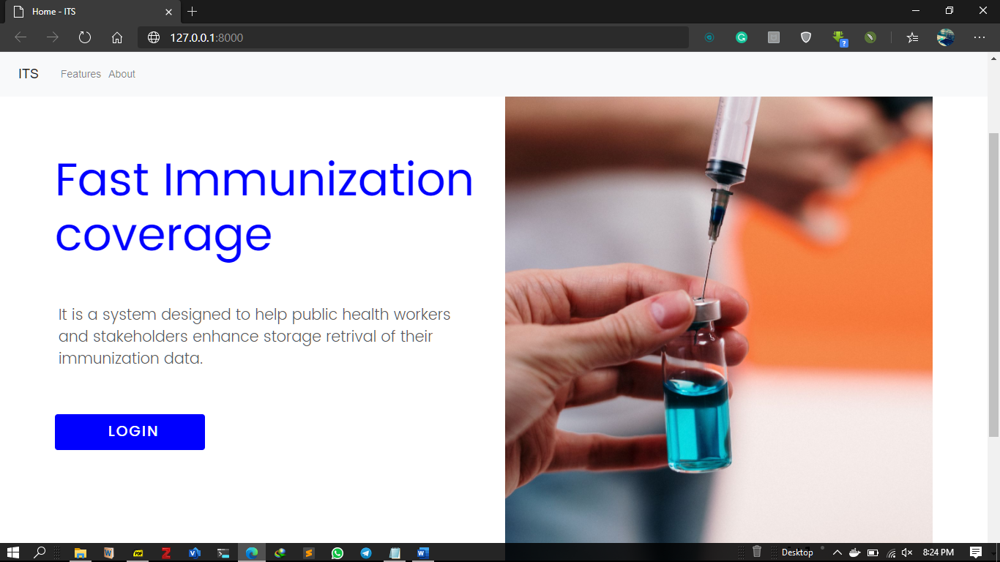 Home - ITS
127.0.0.1:8000
ITS Features About
Fast Immunization
coverage
It is a system designed to help public health workers
and stakeholders enhance storage retrival of their
immunization data.
LOGIN
Desktop 8:24 PM